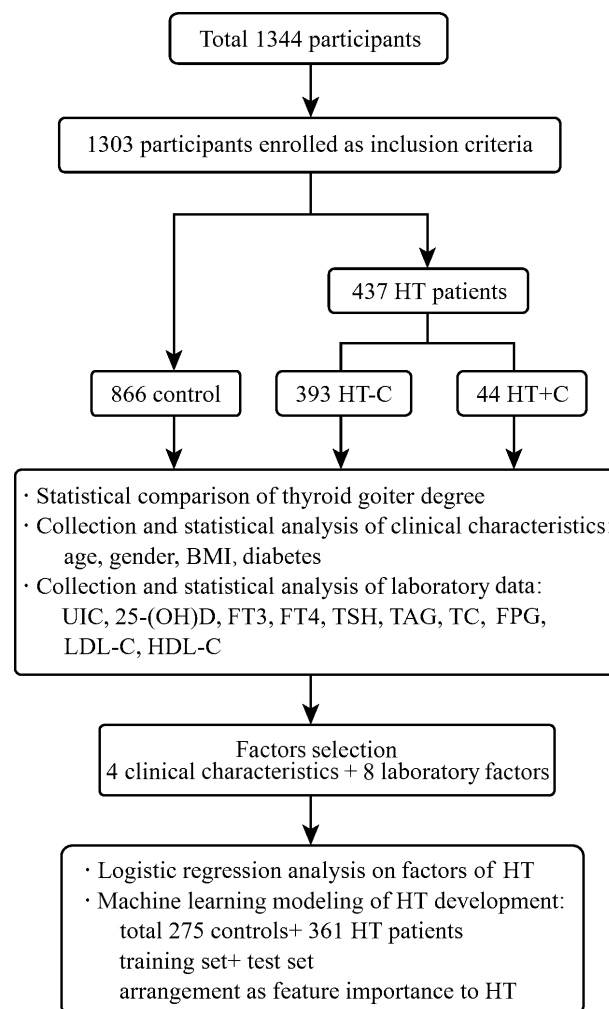 Total 1344 participants
1303 participants enrolled as inclusion criteria
437 HT patients
866 control
393 HT-C
44 HT+C
· Statistical comparison of thyroid goiter degree
· Collection and statistical analysis of clinical characteristics:
age, gender, BMI, diabetes
· Collection and statistical analysis of laboratory data:
UIC, 25-(OH)D, FT3, FT4, TSH, TAG, TC, FPG,
LDL-C, HDL-C
Factors selection
4 clinical characteristics + 8 laboratory factors
· Logistic regression analysis on factors of HT
· Machine learning modeling of HT development:
total 275 controls+ 361 HT patients
training set+ test set
arrangement as feature importance to HT